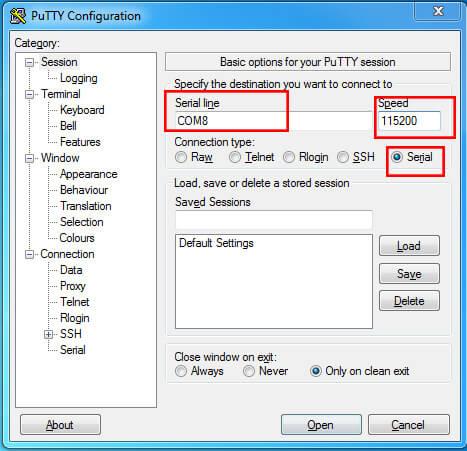 PuTTY Configuration
Category:
Session
Logging
Terminal
Keyboard
Bell
Features
Window
Appearance
Behaviour
Translation
Selection
Colours
Connection
Data
Proxy
Telnet
Rlogin
SSH
Serial
Basic options for your PuTTY session
Specify the destination you want to connect to
Serial line
Speed
COM8
115200
Connection type:
Raw
Telnet
Rlogin
SSH
Serial
Load, save or delete a stored session
Saved Sessions
Default Settings
Load
Save
Delete
Close window on exit:
Always
Never
Only on clean exit
About
Open
Cancel